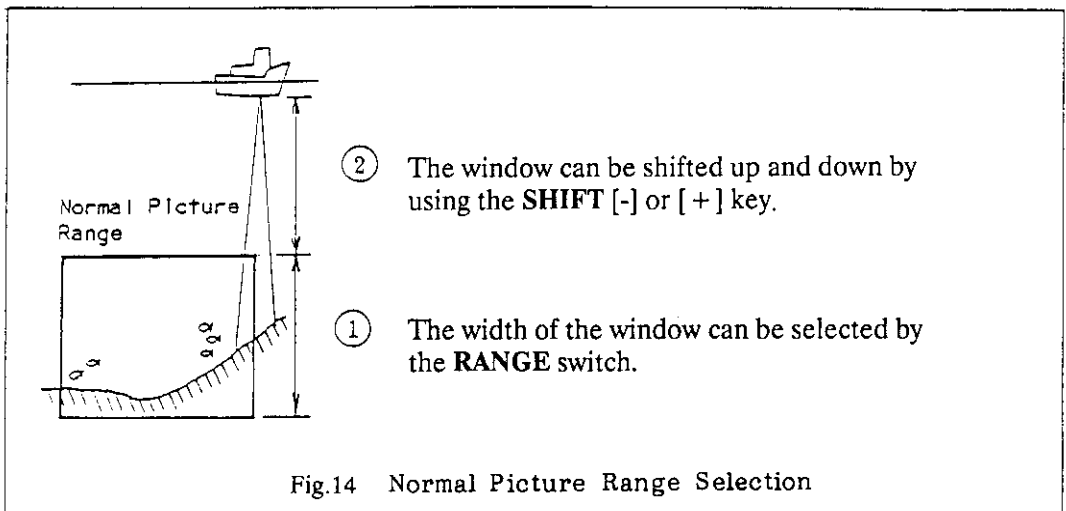 ② The window can be shifted up and down by
using the SHIFT [-] or [+] key.
Normal Picture
Range
① The width of the window can be selected by
the RANGE switch.
Fig.14 Normal Picture Range Selection